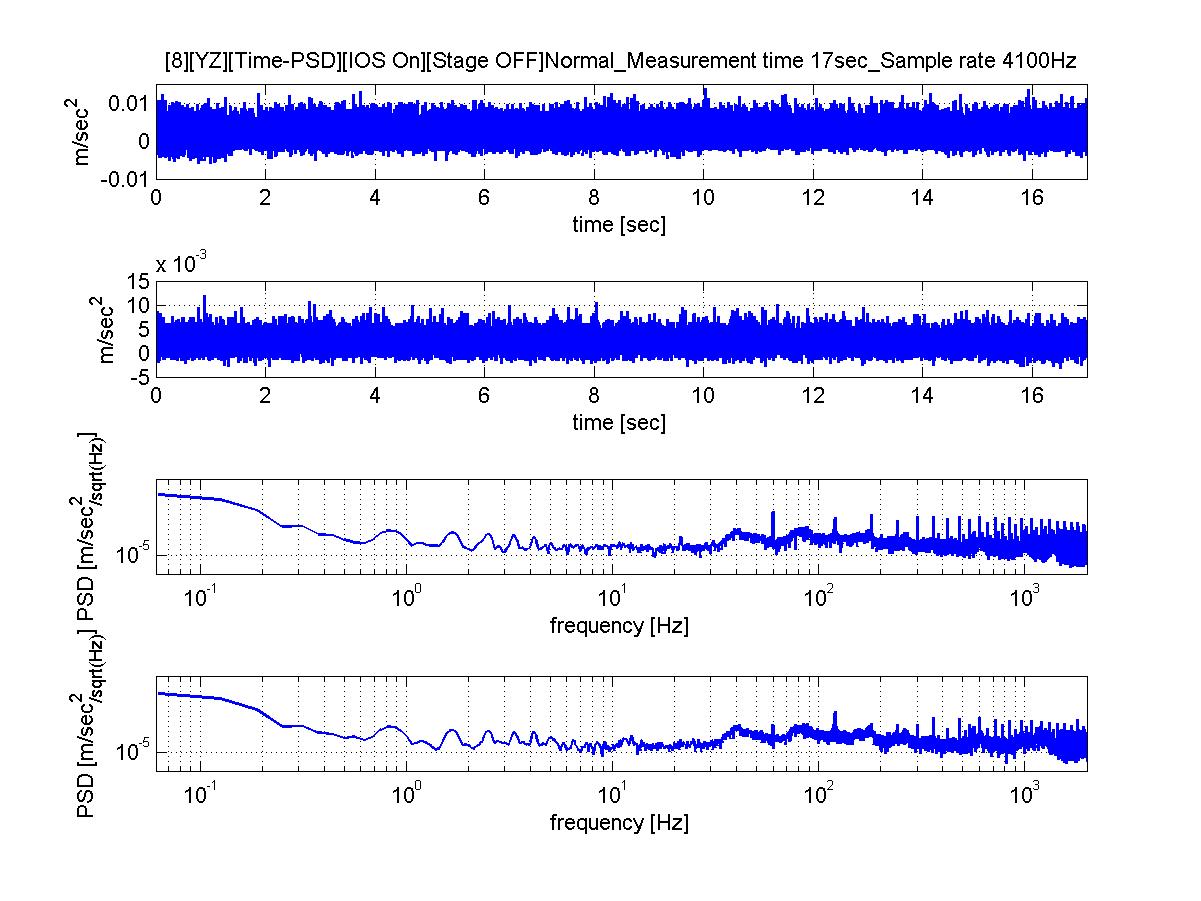 [8][YZ][Time-PSD][IOS On][Stage OFF]Normal_Measurement time 17sec_Sample rate 4100Hz
m/sec²
0.01
0
-0.01
0 2 4 6 8 10 12 14 16
time [sec]
x 10⁻³
m/sec²
15
10
5
0
-5
0 2 4 6 8 10 12 14 16
time [sec]
PSD [m/sec²/sqrt(Hz)]
10⁻⁵
10⁻¹ 10⁰ 10¹ 10² 10³
frequency [Hz]
PSD [m/sec²/sqrt(Hz)]
10⁻⁵
10⁻¹ 10⁰ 10¹ 10² 10³
frequency [Hz]